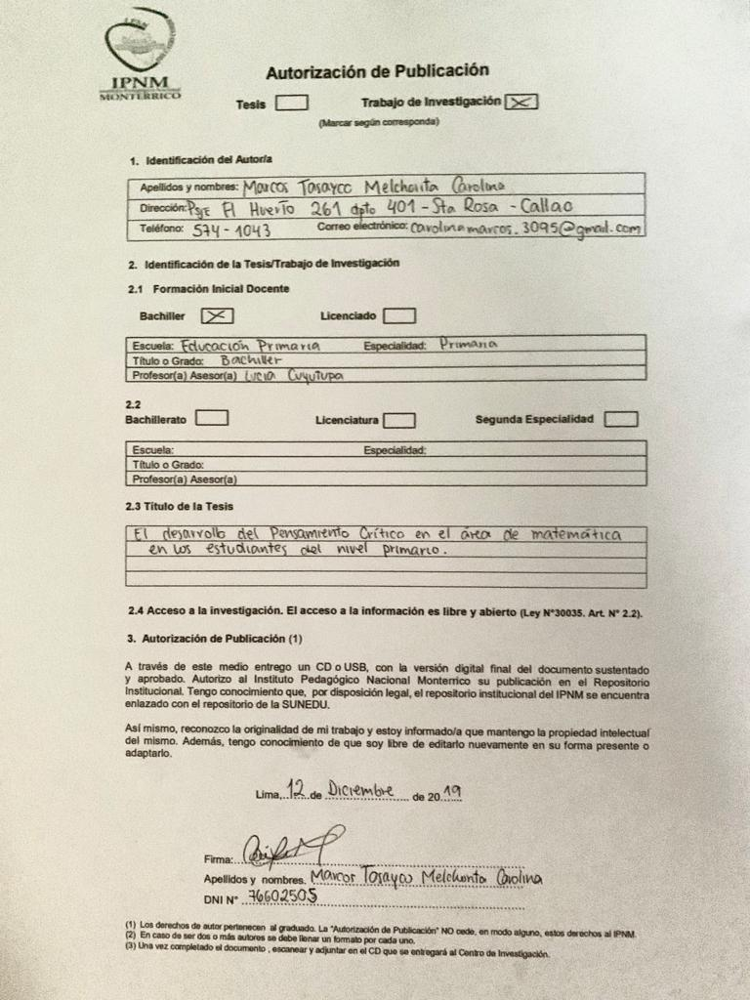 IPNM
MONTERRICO
Autorización de Publicación
Tesis Trabajo de Investigación X
(Marcar según corresponda)
1. Identificación del Autor/a
Apellidos y nombres: Marcos Tasayco Melchorita Carolina
Dirección: Psje El Huerto 261 dpto 401 - Sta Rosa - Callao
Teléfono: 574 - 1043 Correo electrónico: carolinamarcos.3095@gmail.com
2. Identificación de la Tesis/Trabajo de Investigación
2.1 Formación Inicial Docente
Bachiller X Licenciado
Escuela: Educación Primaria Especialidad: Primaria
Título o Grado: Bachiller
Profesor(a) Asesor(a) Lucia Cuyutupa
2.2
Bachillerato Licenciatura Segunda Especialidad
Escuela: Especialidad:
Título o Grado:
Profesor(a) Asesor(a)
2.3 Título de la Tesis
El desarrollo del Pensamiento Crítico en el área de matemática
en los estudiantes del nivel primario.
2.4 Acceso a la investigación. El acceso a la información es libre y abierto (Ley N°30035. Art. N° 2.2).
3. Autorización de Publicación (1)
A través de este medio entrego un CD o USB, con la versión digital final del documento sustentado
y aprobado. Autorizo al Instituto Pedagógico Nacional Monterrico su publicación en el Repositorio
Institucional. Tengo conocimiento que, por disposición legal, el repositorio institucional del IPNM se encuentra
enlazado con el repositorio de la SUNEDU.
Así mismo, reconozco la originalidad de mi trabajo y estoy informado/a que mantengo la propiedad intelectual
del mismo. Además, tengo conocimiento de que soy libre de editarlo nuevamente en su forma presente o
adaptarlo.
Lima, 12 de Diciembre de 2019
Firma:
Apellidos y nombres. Marcos Tasayco Melchorita Carolina
DNI N° 76602505
(1) Los derechos de autor pertenecen al graduado. La "Autorización de Publicación" NO cede, en modo alguno, estos derechos al IPNM.
(2) En caso de ser dos o más autores se debe llenar un formato por cada uno.
(3) Una vez completado el documento , escanear y adjuntar en el CD que se entregará al Centro de Investigación.